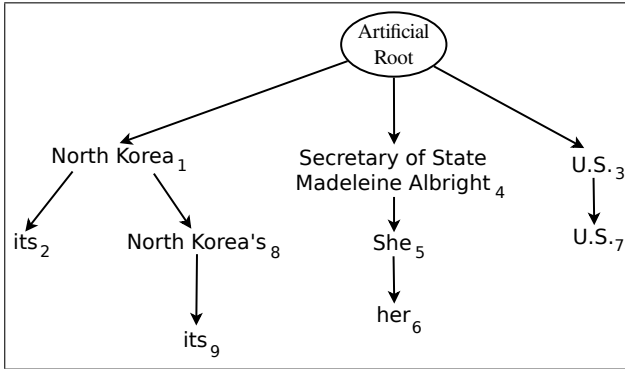 Artificial
Root
North Korea1
Secretary of State
Madeleine Albright4
U.S.3
its2
North Korea's8
She5
U.S.7
her6
its9